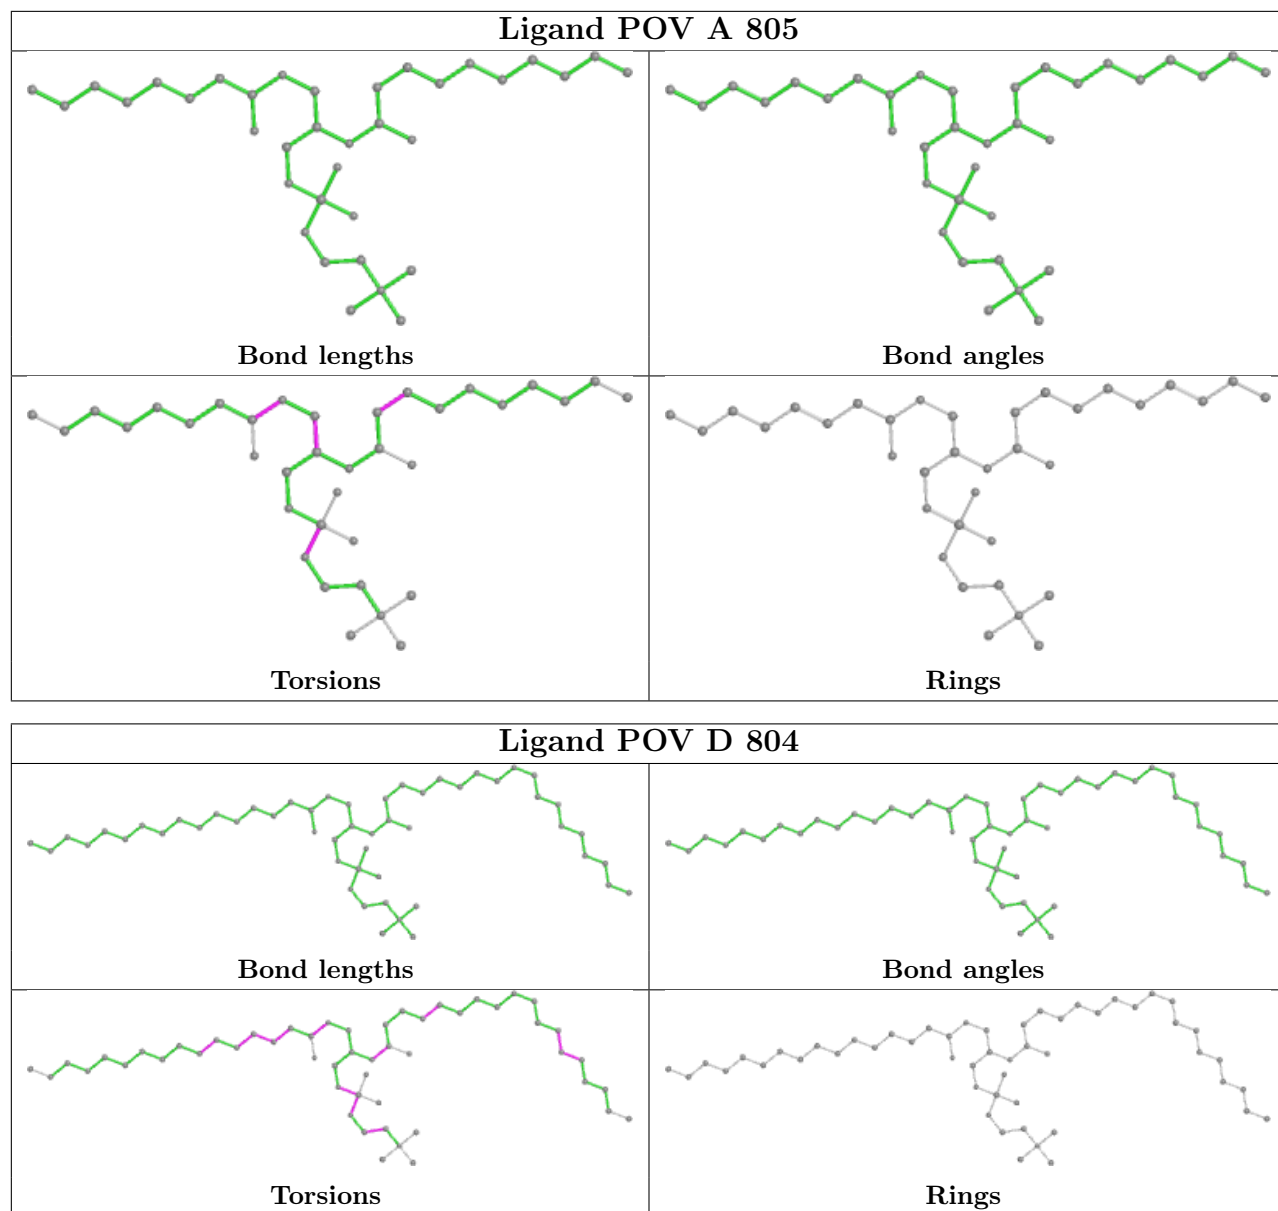 Ligand POV A 805
Bond lengths
Bond angles
Torsions
Rings
Ligand POV D 804
Bond lengths
Bond angles
Torsions
Rings